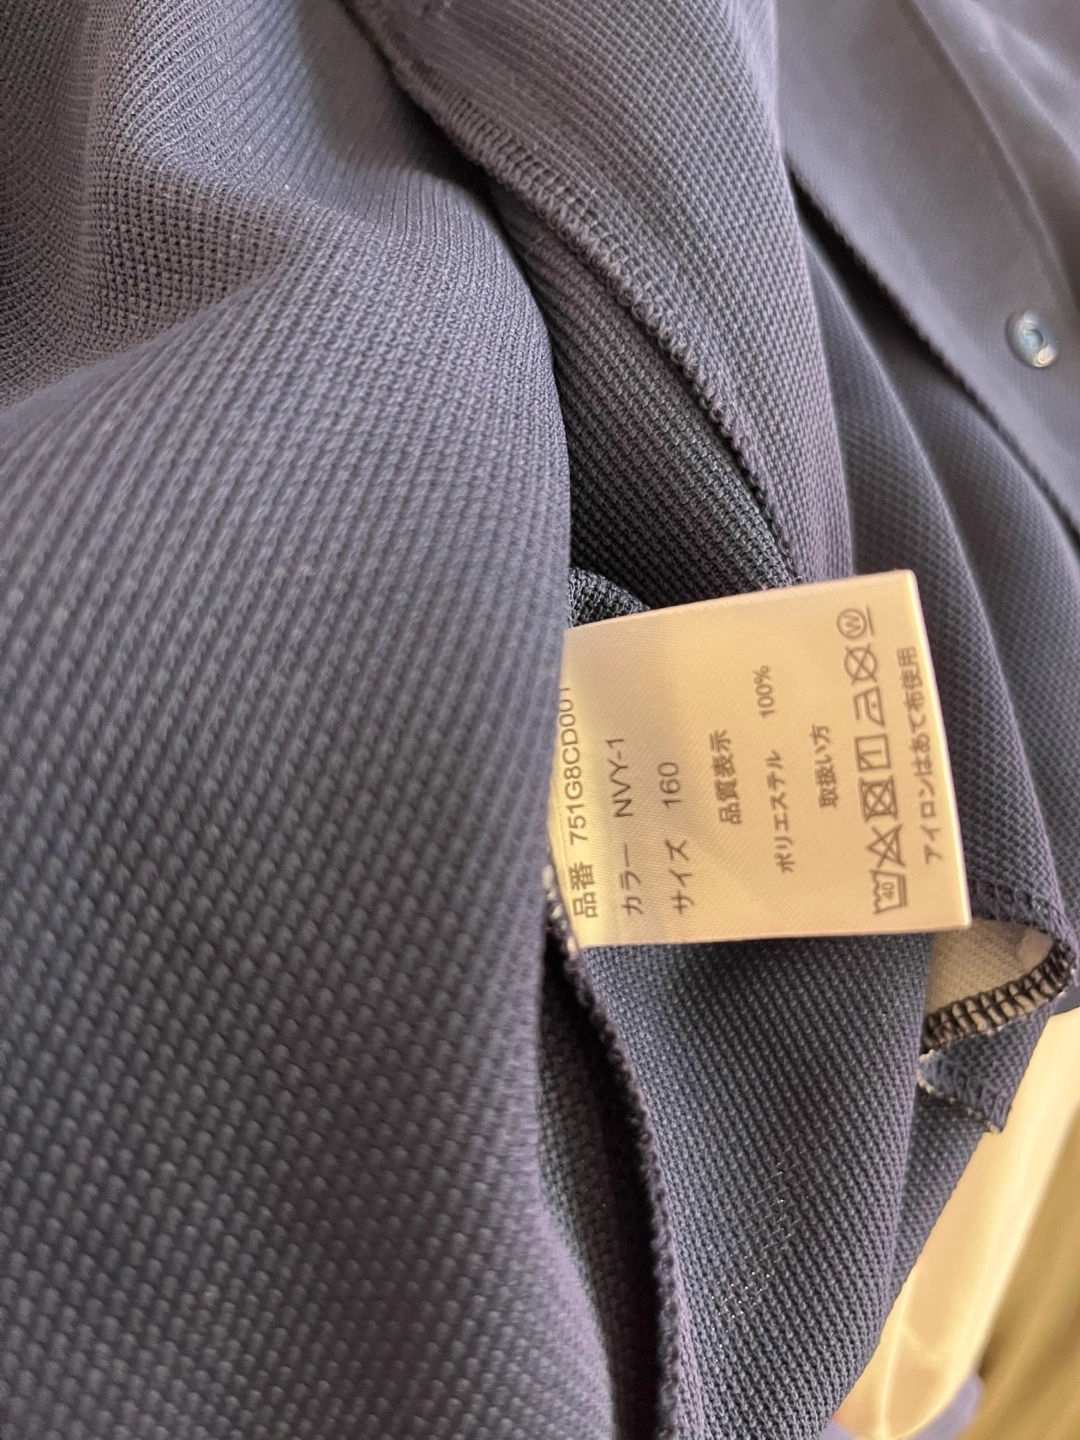 品番 751G8CD001
カラー NVY-1
サイズ 160
品質表示
ポリエステル 100%
取扱い方
40 W
アイロンはあて布使用